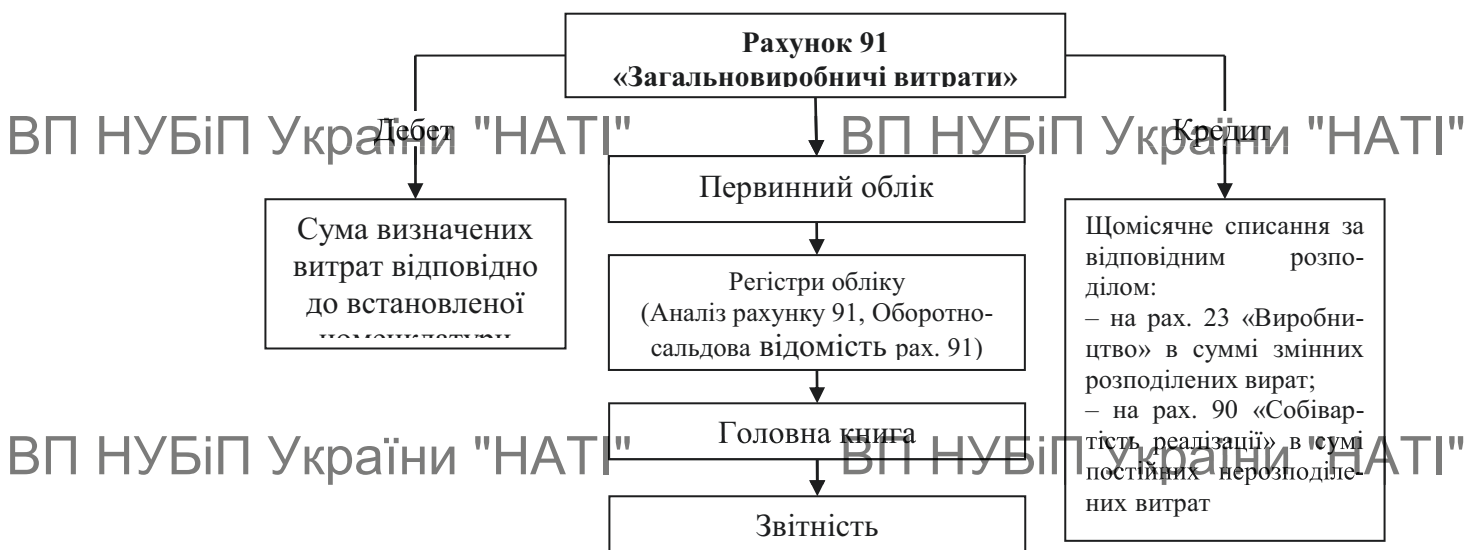 Рахунок 91
«Загальновиробничі витрати»
ВП НУБіП України "НАТІ"
ВП НУБіП України "НАТІ"
Дебет
Кредит
Первинний облік
Сума визначених
витрат відповідно
до встановленої
номенклатури
Регістри обліку
(Аналіз рахунку 91, Оборотно-
сальдова відомість рах. 91)
Щомісячне списання за
відповідним розпо-
ділом:
– на рах. 23 «Виробни-
цтво» в суммі змінних
розподілених вират;
– на рах. 90 «Собівар-
тість реалізації» в сумі
постійних нерозподіле-
них витрат
Головна книга
ВП НУБіП України "НАТІ"
ВП НУБіП України "НАТІ"
Звітність